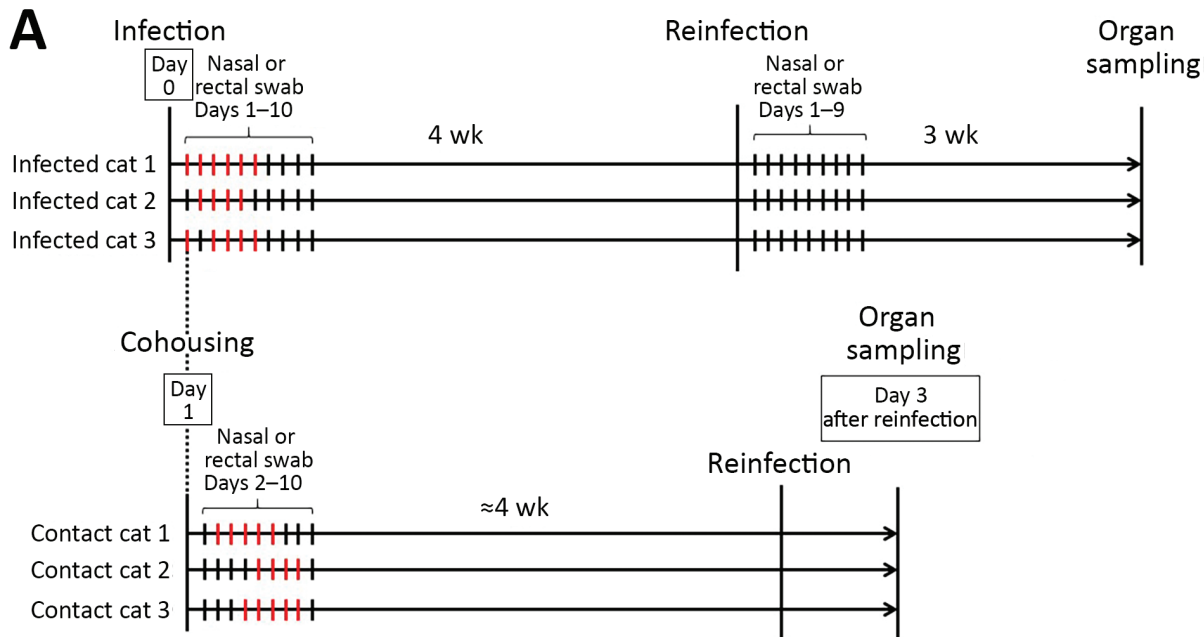 A
Infection
Reinfection
Organ
sampling
Day
0
Nasal or
rectal swab
Days 1–10
Nasal or
rectal swab
Days 1–9
4 wk
3 wk
Infected cat 1
Infected cat 2
Infected cat 3
Cohousing
Organ
sampling
Day
1
Day 3
after reinfection
Nasal or
rectal swab
Days 2–10
Reinfection
≈4 wk
Contact cat 1
Contact cat 2
Contact cat 3